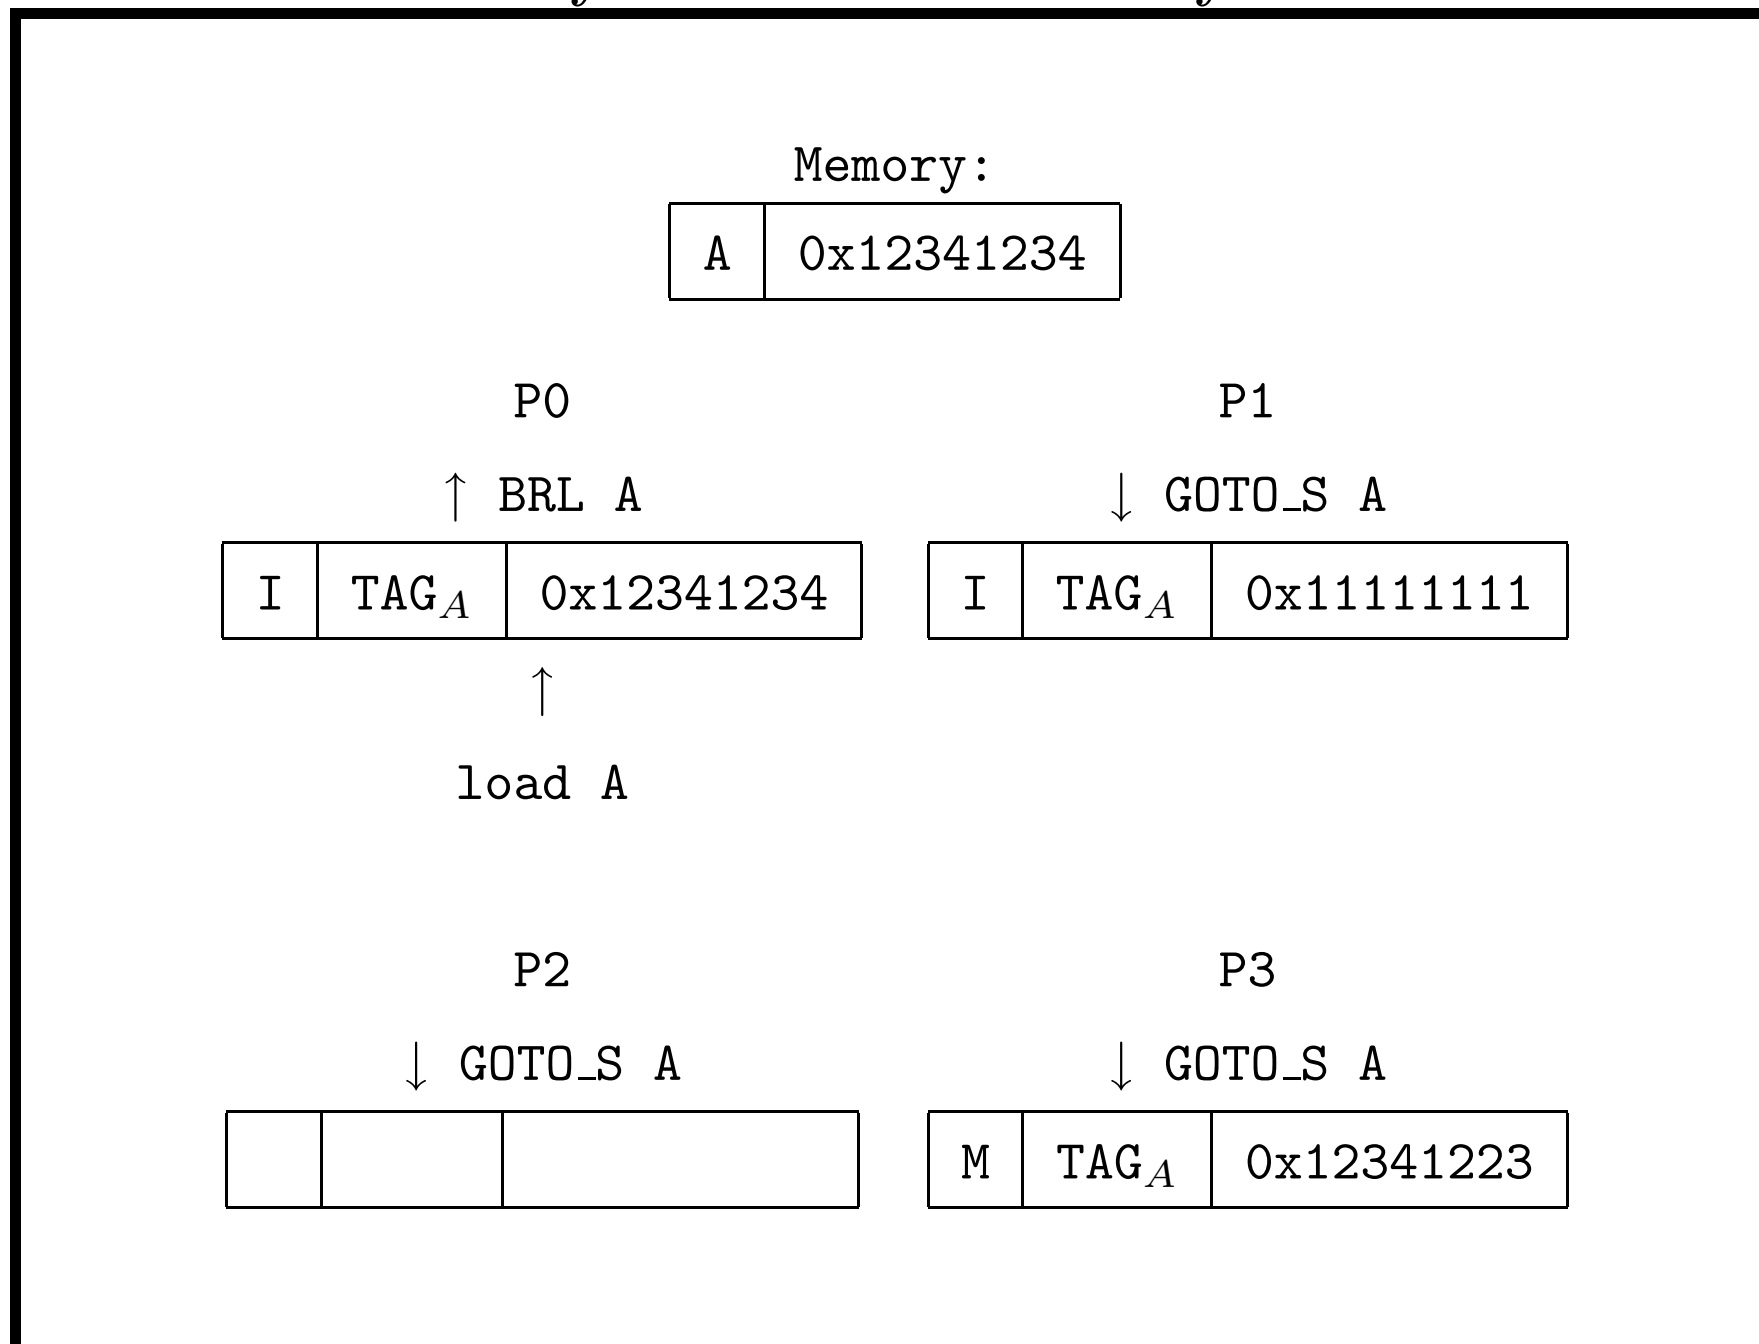 Memory:
A 0x12341234
P0 P1
↑ BRL A ↓ GOTO_S A
I TAG_A 0x12341234 I TAG_A 0x11111111
↑
load A
P2 P3
↓ GOTO_S A ↓ GOTO_S A
M TAG_A 0x12341223